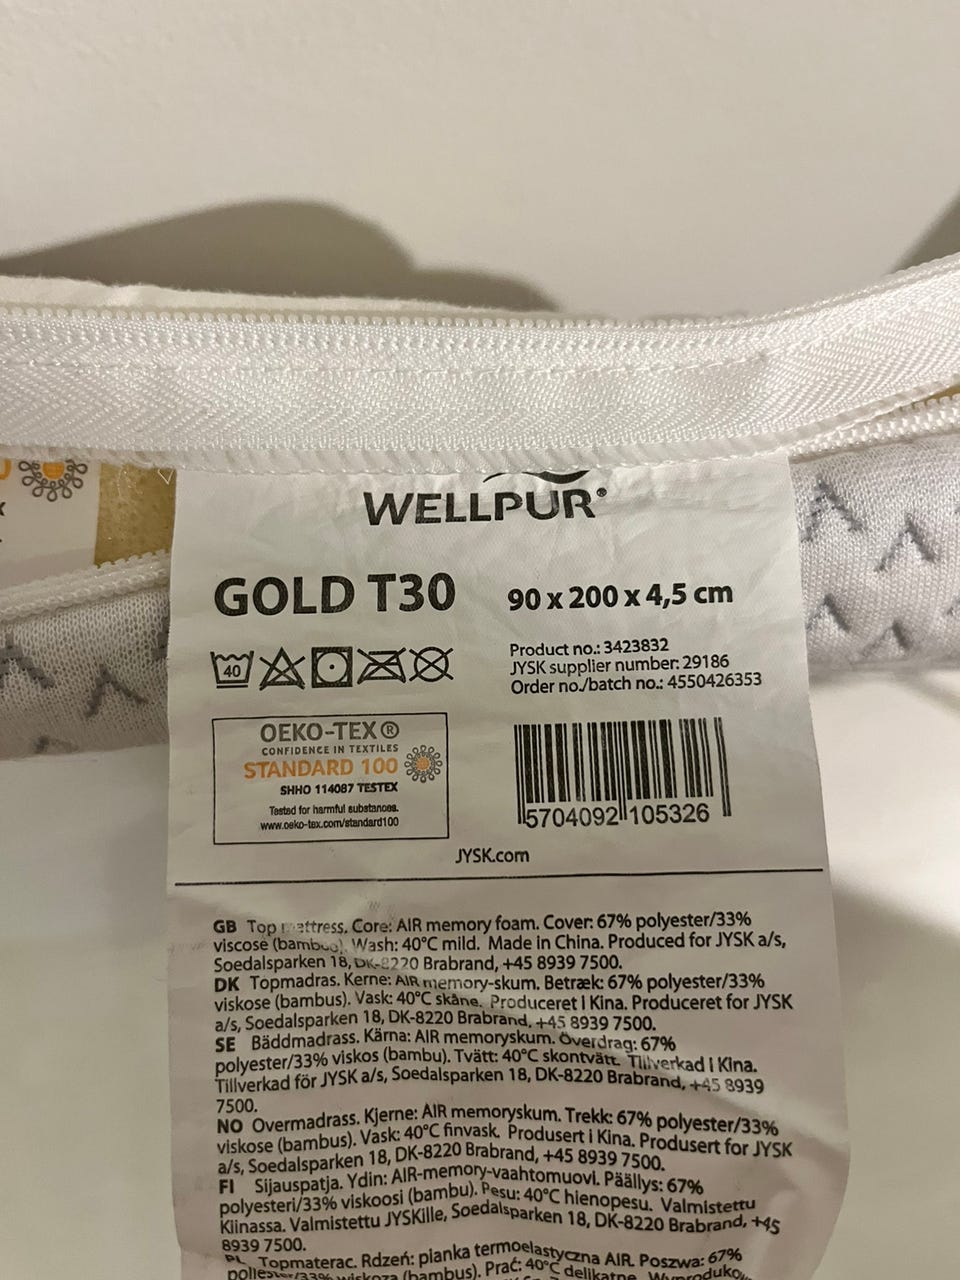 WELLPUR®
GOLD T30
90 x 200 x 4,5 cm
40
Product no.: 3423832
JYSK supplier number: 29186
Order no./batch no.: 4550426353
OEKO-TEX®
CONFIDENCE IN TEXTILES
STANDARD 100
SHHO 114087 TESTEX
Tested for harmful substances.
www.oeko-tex.com/standard100
5704092 105326
JYSK.com
GB Top mattress. Core: AIR memory foam. Cover: 67% polyester/33%
viscose (bamboo). Wash: 40°C mild. Made in China. Produced for JYSK a/s,
Soedalsparken 18, DK-8220 Brabrand, +45 8939 7500.
DK Topmadras. Kerne: AIR memory-skum. Betræk: 67% polyester/33%
viskose (bambus). Vask: 40°C skåne. Produceret i Kina. Produceret for JYSK
a/s, Soedalsparken 18, DK-8220 Brabrand, +45 8939 7500.
SE Bäddmadrass. Kärna: AIR memoryskum. Överdrag: 67%
polyester/33% viskos (bambu). Tvätt: 40°C skontvätt. Tillverkad i Kina.
Tillverkad för JYSK a/s, Soedalsparken 18, DK-8220 Brabrand, +45 8939
7500.
NO Overmadrass. Kjerne: AIR memoryskum. Trekk: 67% polyester/33%
viskose (bambus). Vask: 40°C finvask. Produsert i Kina. Produsert for JYSK
a/s, Soedalsparken 18, DK-8220 Brabrand, +45 8939 7500.
FI Sijauspatja. Ydin: AIR-memory-vaahtomuovi. Päällys: 67%
polyesteri/33% viskoosi (bambu). Pesu: 40°C hienopesu. Valmistettu
Kiinassa. Valmistettu JYSKille, Soedalsparken 18, DK-8220 Brabrand, +45
8939 7500.
PL Topmaterac. Rdzeń: pianka termoelastyczna AIR. Poszwa: 67%
poliester/33% wiskoza (bambus). Prać: 40°C delikatne.